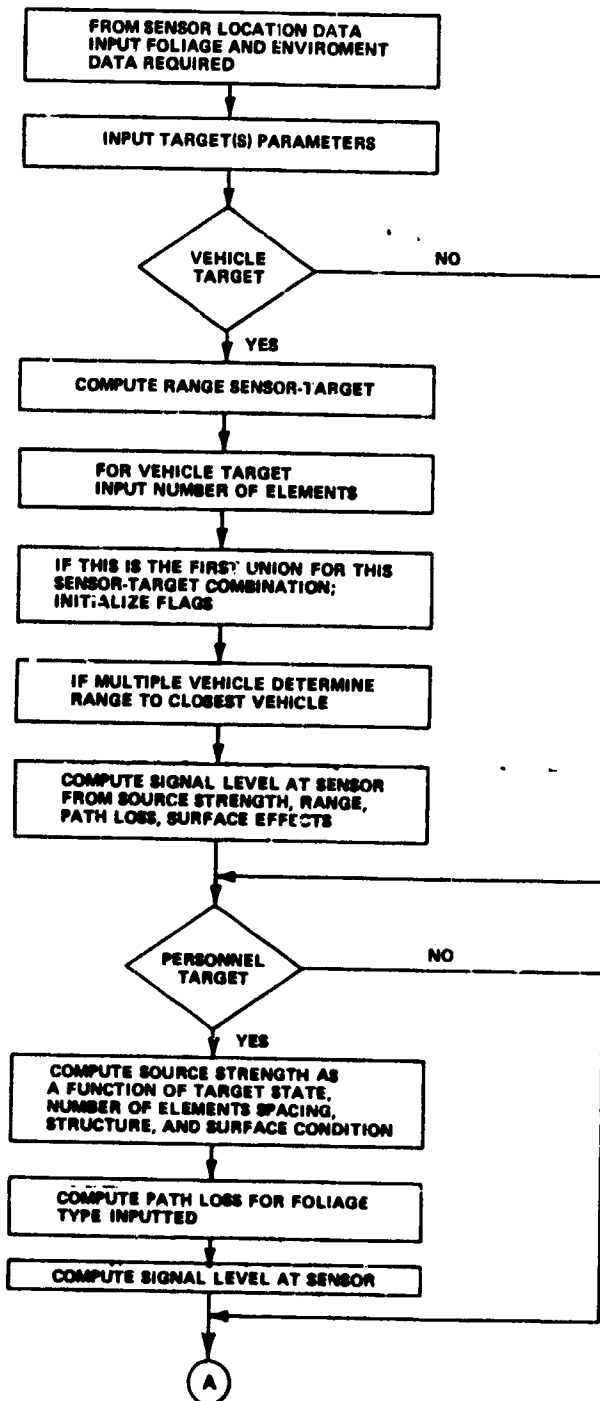 FROM SENSOR LOCATION DATA
INPUT FOLIAGE AND ENVIROMENT
DATA REQUIRED
INPUT TARGET(S) PARAMETERS
VEHICLE
TARGET
NO
YES
COMPUTE RANGE SENSOR-TARGET
FOR VEHICLE TARGET
INPUT NUMBER OF ELEMENTS
IF THIS IS THE FIRST UNION FOR THIS
SENSOR-TARGET COMBINATION;
INITIALIZE FLAGS
IF MULTIPLE VEHICLE DETERMINE
RANGE TO CLOSEST VEHICLE
COMPUTE SIGNAL LEVEL AT SENSOR
FROM SOURCE STRENGTH, RANGE,
PATH LOSS, SURFACE EFFECTS
PERSONNEL
TARGET
NO
YES
COMPUTE SOURCE STRENGTH AS
A FUNCTION OF TARGET STATE,
NUMBER OF ELEMENTS SPACING,
STRUCTURE, AND SURFACE CONDITION
COMPUTE PATH LOSS FOR FOLIAGE
TYPE INPUTTED
COMPUTE SIGNAL LEVEL AT SENSOR
A